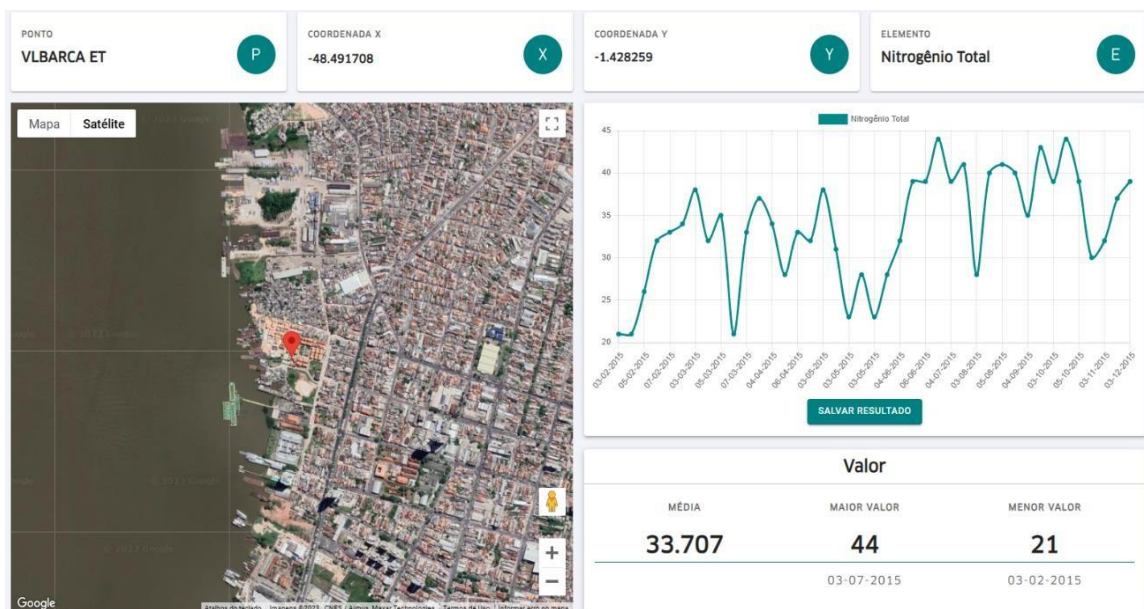 PONTO
VLBARCA ET
P
COORDENADA X
-48.491708
X
COORDENADA Y
-1.428259
Y
ELEMENTO
Nitrogênio Total
E
Mapa Satélite
Google
Nitrogênio Total
45
40
35
30
25
20
03-02-2015
05-02-2015
07-02-2015
03-03-2015
05-03-2015
07-03-2015
04-04-2015
06-04-2015
03-05-2015
03-05-2015
03-05-2015
04-06-2015
06-06-2015
04-07-2015
03-08-2015
05-08-2015
04-09-2015
03-10-2015
05-10-2015
03-11-2015
03-12-2015
SALVAR RESULTADO
Valor
MÉDIA
33.707
MAIOR VALOR
44
03-07-2015
MENOR VALOR
21
03-02-2015